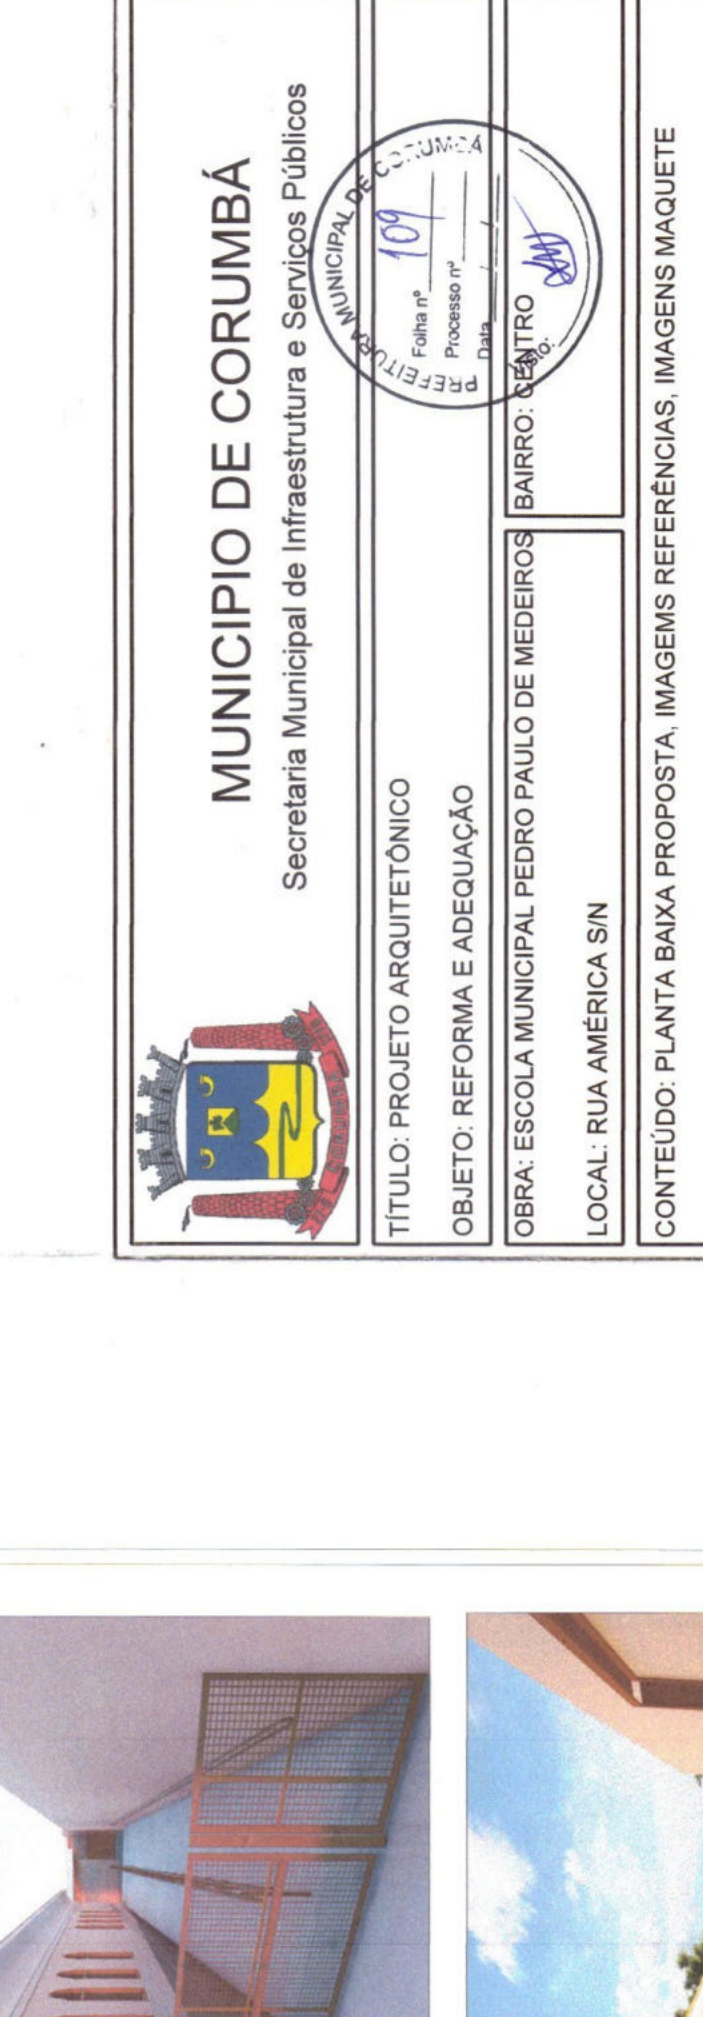 MUNICIPIO DE CORUMBÁ
Secretaria Municipal de Infraestrutura e Serviços Públicos
TÍTULO: PROJETO ARQUITETÔNICO
OBJETO: REFORMA E ADEQUAÇÃO
PREFEITURA MUNICIPAL DE CORUMBÁ
Folha nº 109
Processo nº
Data
Visto:
OBRA: ESCOLA MUNICIPAL PEDRO PAULO DE MEDEIROS
BAIRRO: CENTRO
LOCAL: RUA AMÉRICA S/N
CONTEÚDO: PLANTA BAIXA PROPOSTA, IMAGEMS REFERÊNCIAS, IMAGENS MAQUETE
CORUMBÁ